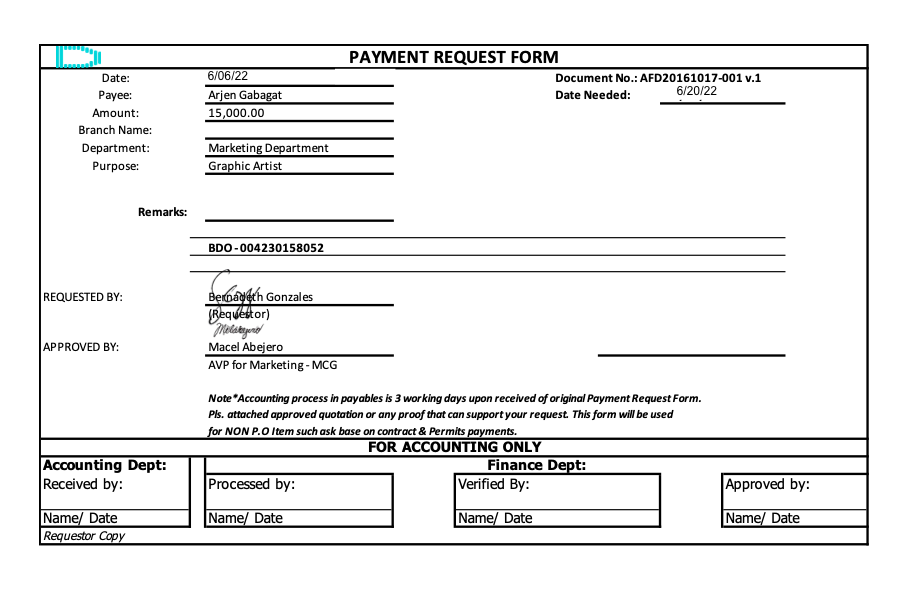 PAYMENT REQUEST FORM
Date: 6/06/22 Document No.: AFD20161017-001 v.1
Payee: Arjen Gabagat Date Needed: 6/20/22
Amount: 15,000.00
Branch Name:
Department: Marketing Department
Purpose: Graphic Artist
Remarks:
BDO - 004230158052
REQUESTED BY: Bernadeth Gonzales
(Requestor)
APPROVED BY: Macel Abejero
AVP for Marketing - MCG
Note*Accounting process in payables is 3 working days upon received of original Payment Request Form.
Pls. attached approved quotation or any proof that can support your request. This form will be used
for NON P.O Item such ask base on contract & Permits payments.
FOR ACCOUNTING ONLY
Accounting Dept: Finance Dept:
Received by: Processed by: Verified By: Approved by:
Name/ Date Name/ Date Name/ Date Name/ Date
Requestor Copy